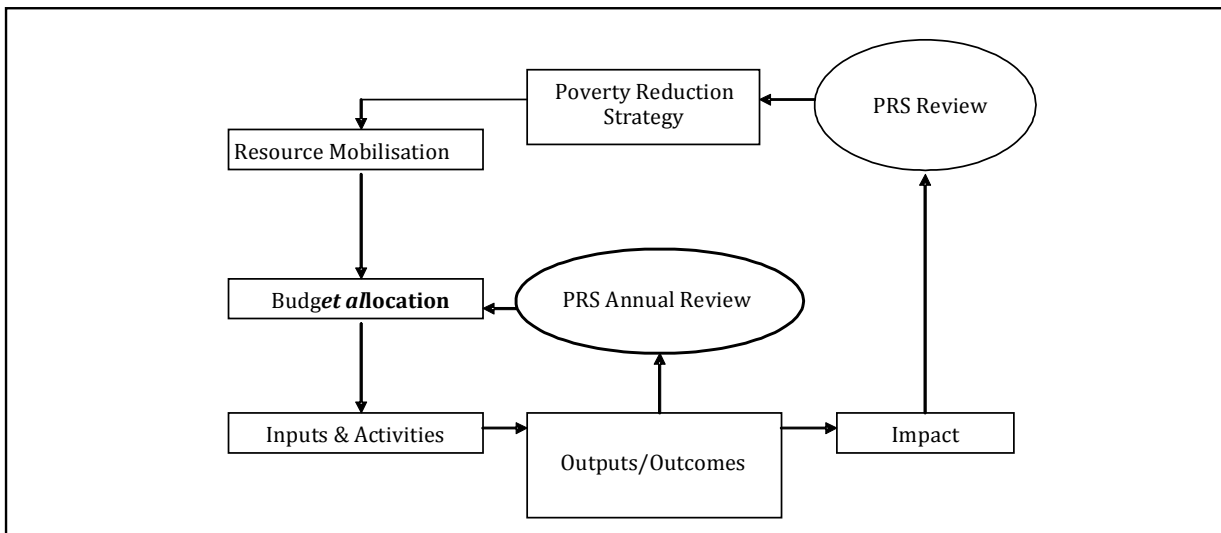 Poverty Reduction
Strategy
PRS Review
Resource Mobilisation
Budget allocation
PRS Annual Review
Inputs & Activities
Outputs/Outcomes
Impact